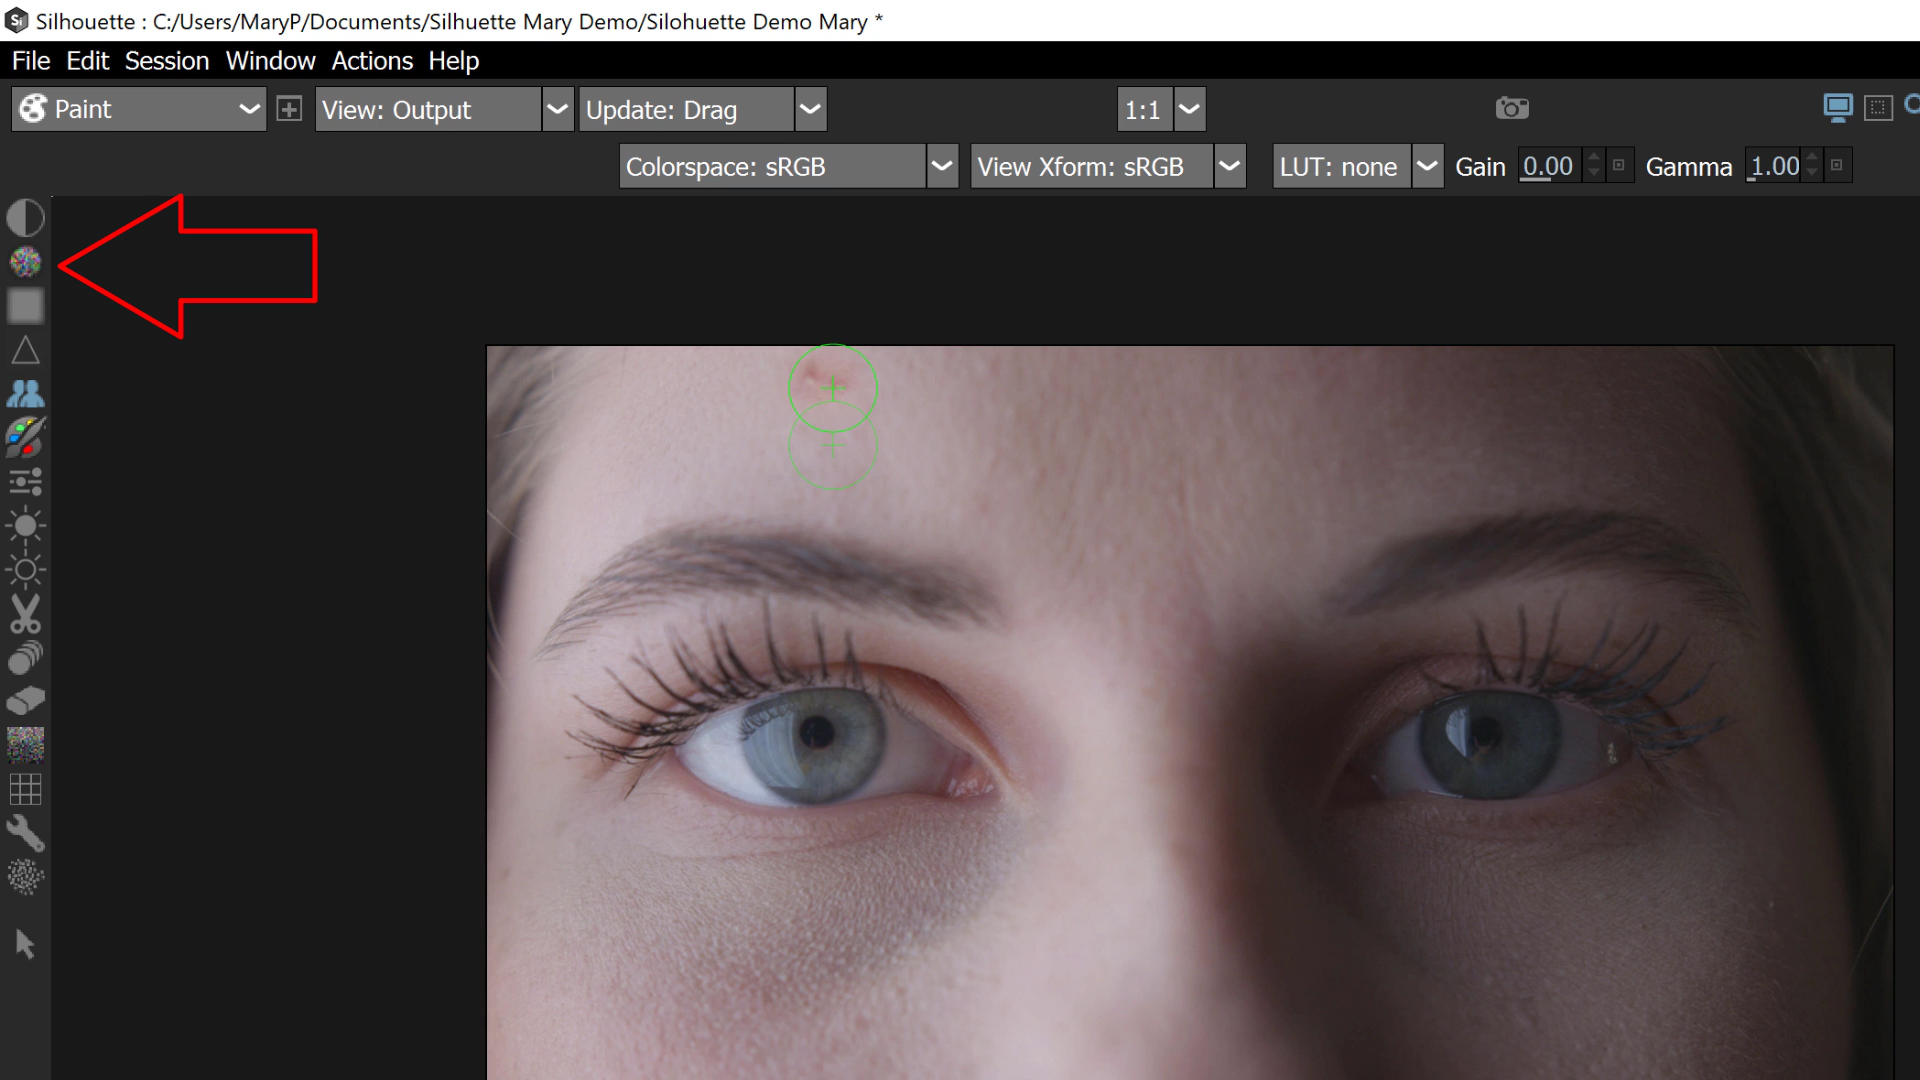 Si Silhouette : C:/Users/MaryP/Documents/Silhuette Mary Demo/Silohuette Demo Mary *
File Edit Session Window Actions Help
Paint View: Output Update: Drag 1:1
Colorspace: sRGB View Xform: sRGB LUT: none Gain 0.00 Gamma 1.00